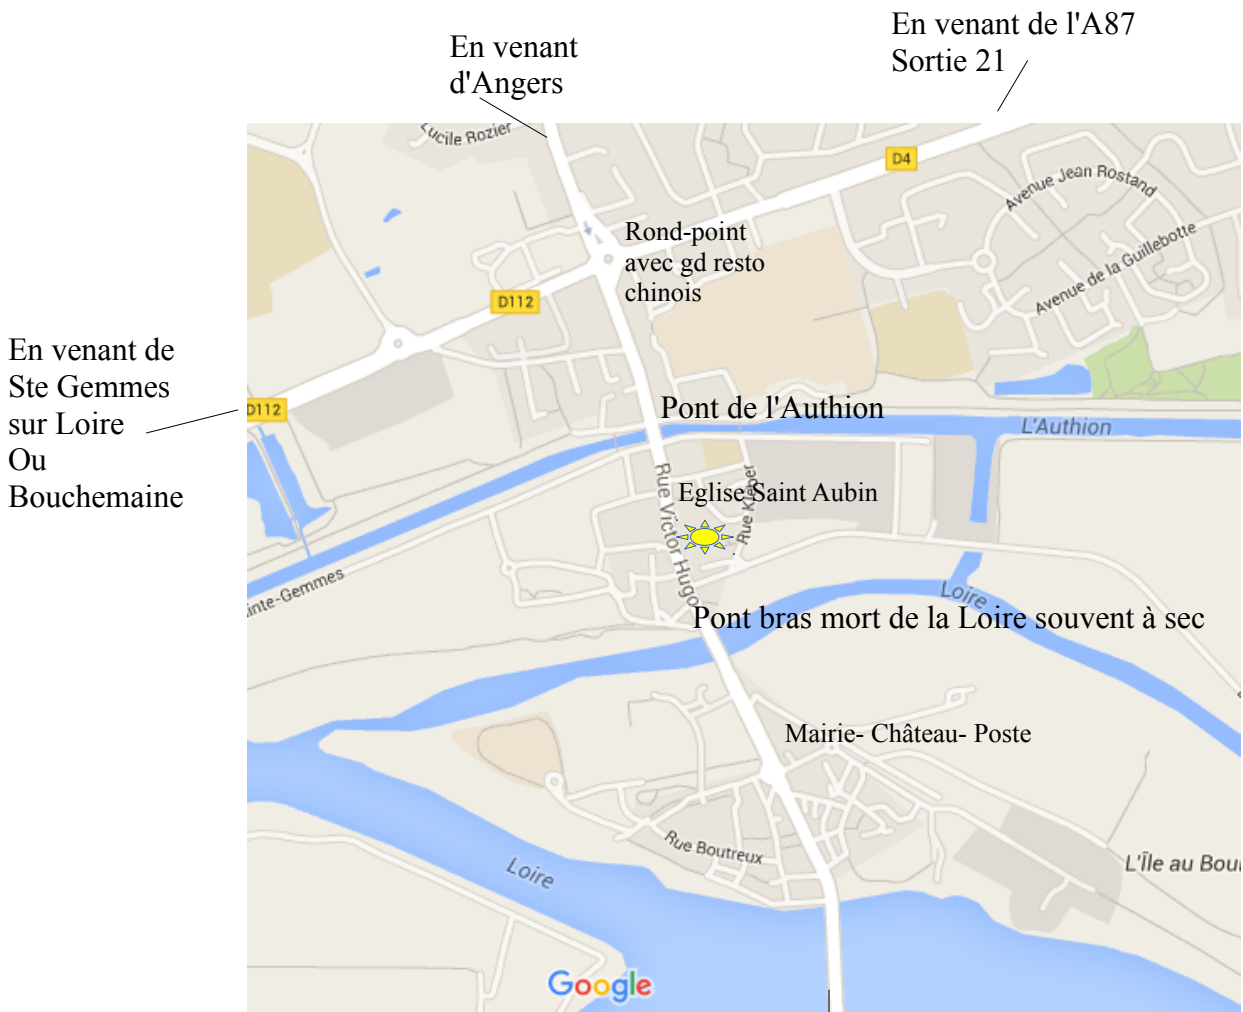 En venant de l'A87
Sortie 21
En venant
d'Angers
Lucile Rozier
D4
Avenue Jean Rostand
Avenue de la Guillebotte
Rond-point
avec gd resto
chinois
D112
En venant de
Ste Gemmes
sur Loire
Ou
Bouchemaine
D112
Pont de l'Authion
L'Authion
Rue Victor Hugo
Eglise Saint Aubin
Rue Kléber
inte-Gemmes
Loire
Pont bras mort de la Loire souvent à sec
Mairie- Château- Poste
Rue Boutreux
L'Île au Bou
Loire
Google